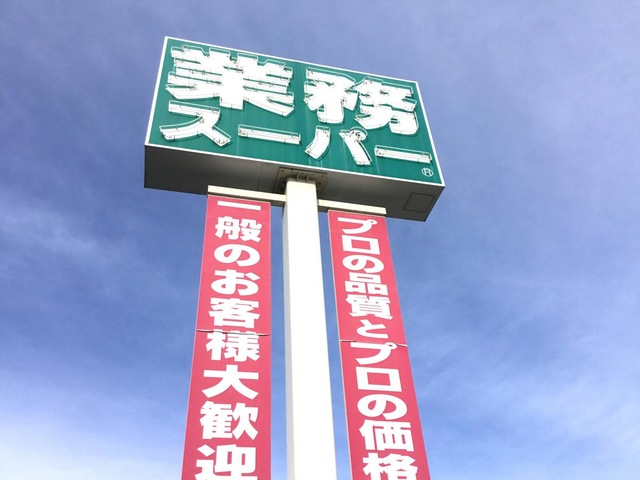 業務
スーパー
®
一般のお客様大歓迎
プロの品質とプロの価格